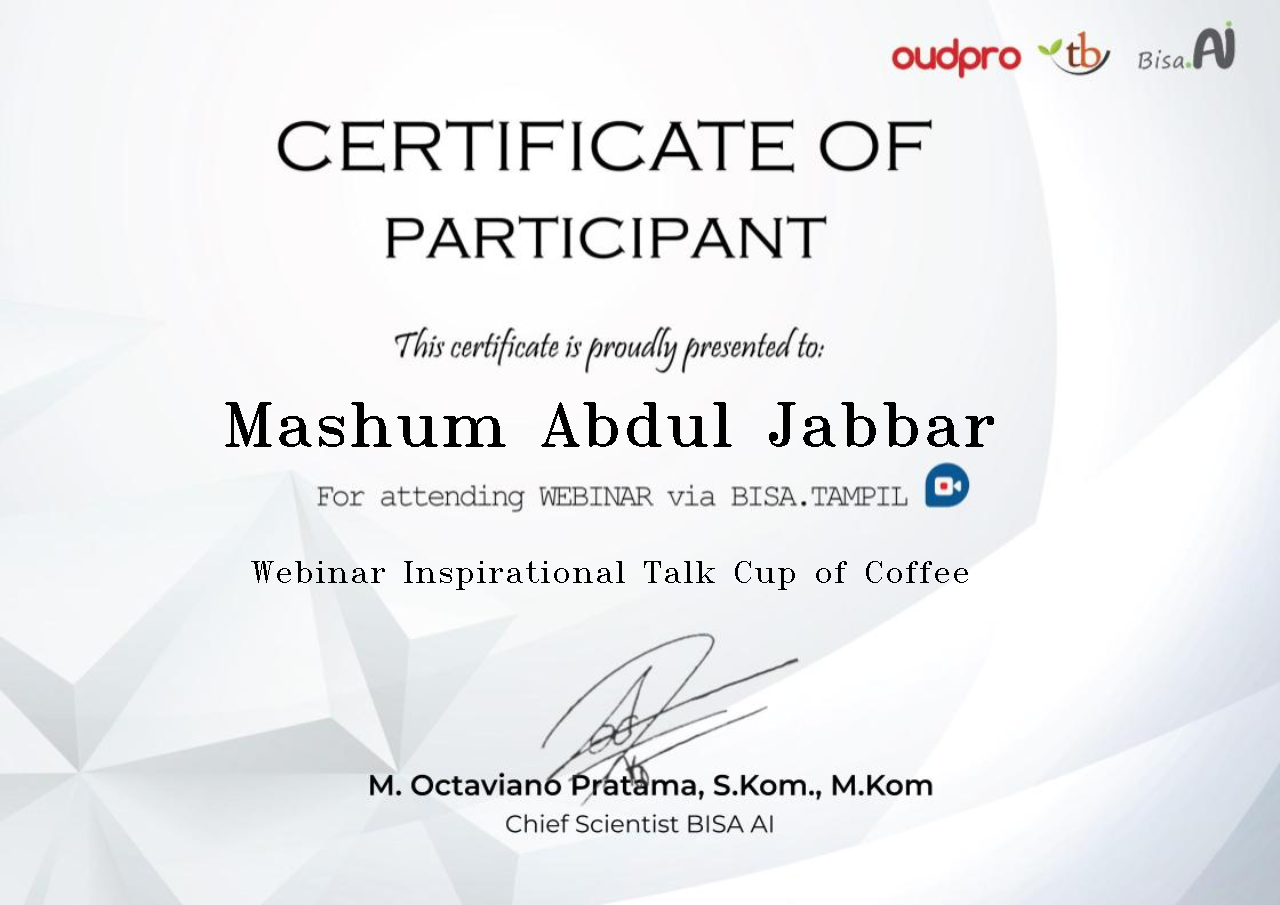 oudpro tb Bisa.AI
CERTIFICATE OF
PARTICIPANT
This certificate is proudly presented to:
Mashum Abdul Jabbar
For attending WEBINAR via BISA.TAMPIL
Webinar Inspirational Talk Cup of Coffee
M. Octaviano Pratama, S.Kom., M.Kom
Chief Scientist BISA AI